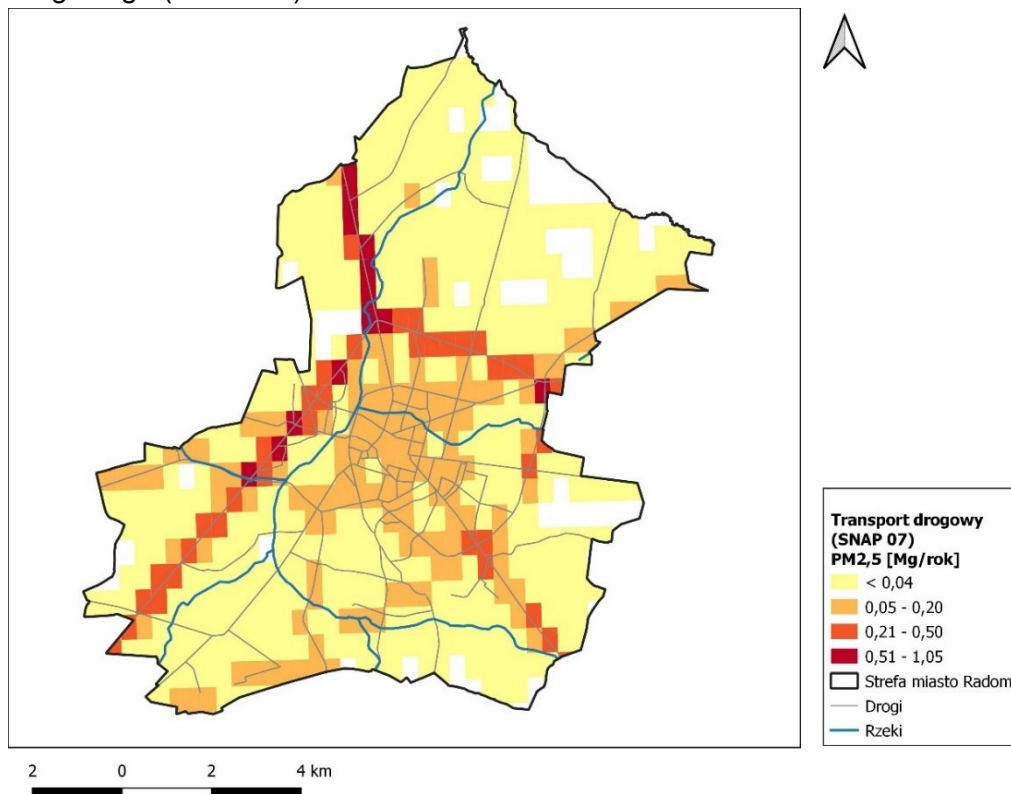 Transport drogowy
(SNAP 07)
PM2,5 [Mg/rok]
< 0,04
0,05 - 0,20
0,21 - 0,50
0,51 - 1,05
Strefa miasto Radom
Drogi
Rzeki
2 0 2 4 km